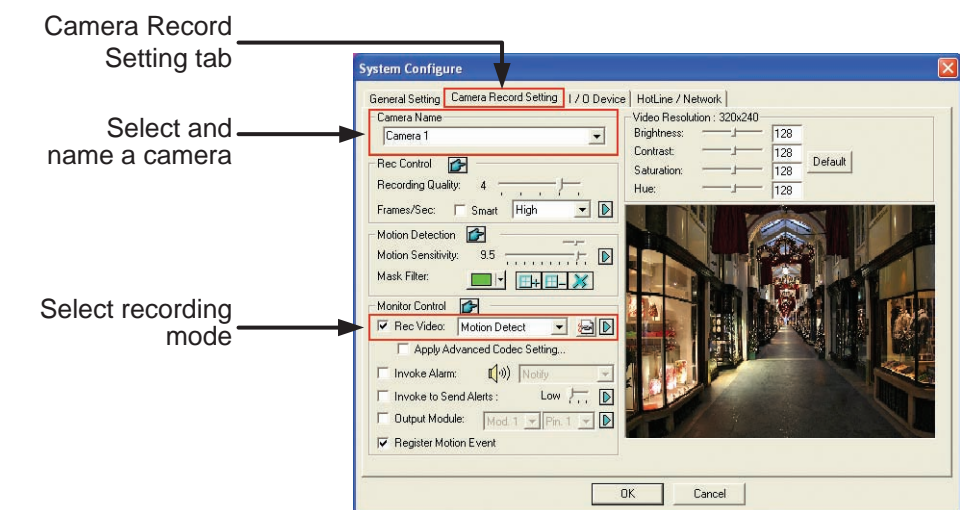 Camera Record
Setting tab
Select and
name a camera
Select recording
mode
System Configure
General Setting Camera Record Setting I / O Device HotLine / Network
Camera Name
Camera 1
Rec Control
Recording Quality: 4
Frames/Sec: Smart High
Motion Detection
Motion Sensitivity: 9.5
Mask Filter:
Monitor Control
Rec Video: Motion Detect
Apply Advanced Codec Setting...
Invoke Alarm: Notify
Invoke to Send Alerts : Low
Output Module: Mod. 1 Pin. 1
Register Motion Event
Video Resolution : 320x240
Brightness: 128
Contrast: 128
Saturation: 128
Hue: 128
Default
OK Cancel